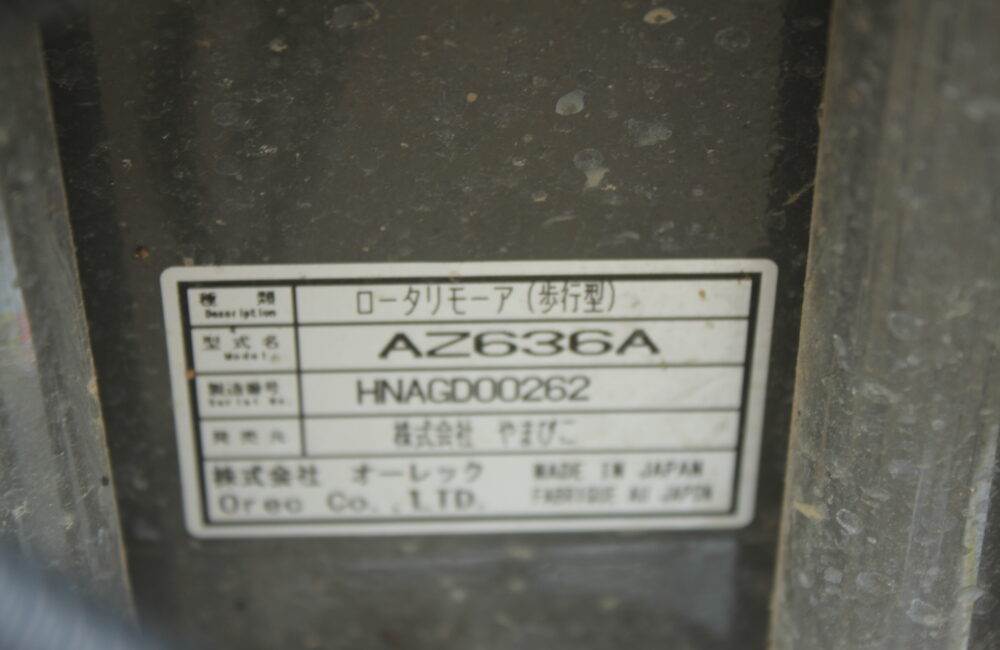 種類 ロータリモーア(歩行型)
Description
型式名 AZ636A
Model
製造番号 HNAGD00262
Serial No.
発売元 株式会社 やまびこ
株式会社 オーレック MADE IN JAPAN
Orec Co.,LTD. FABRIQUE AU JAPON